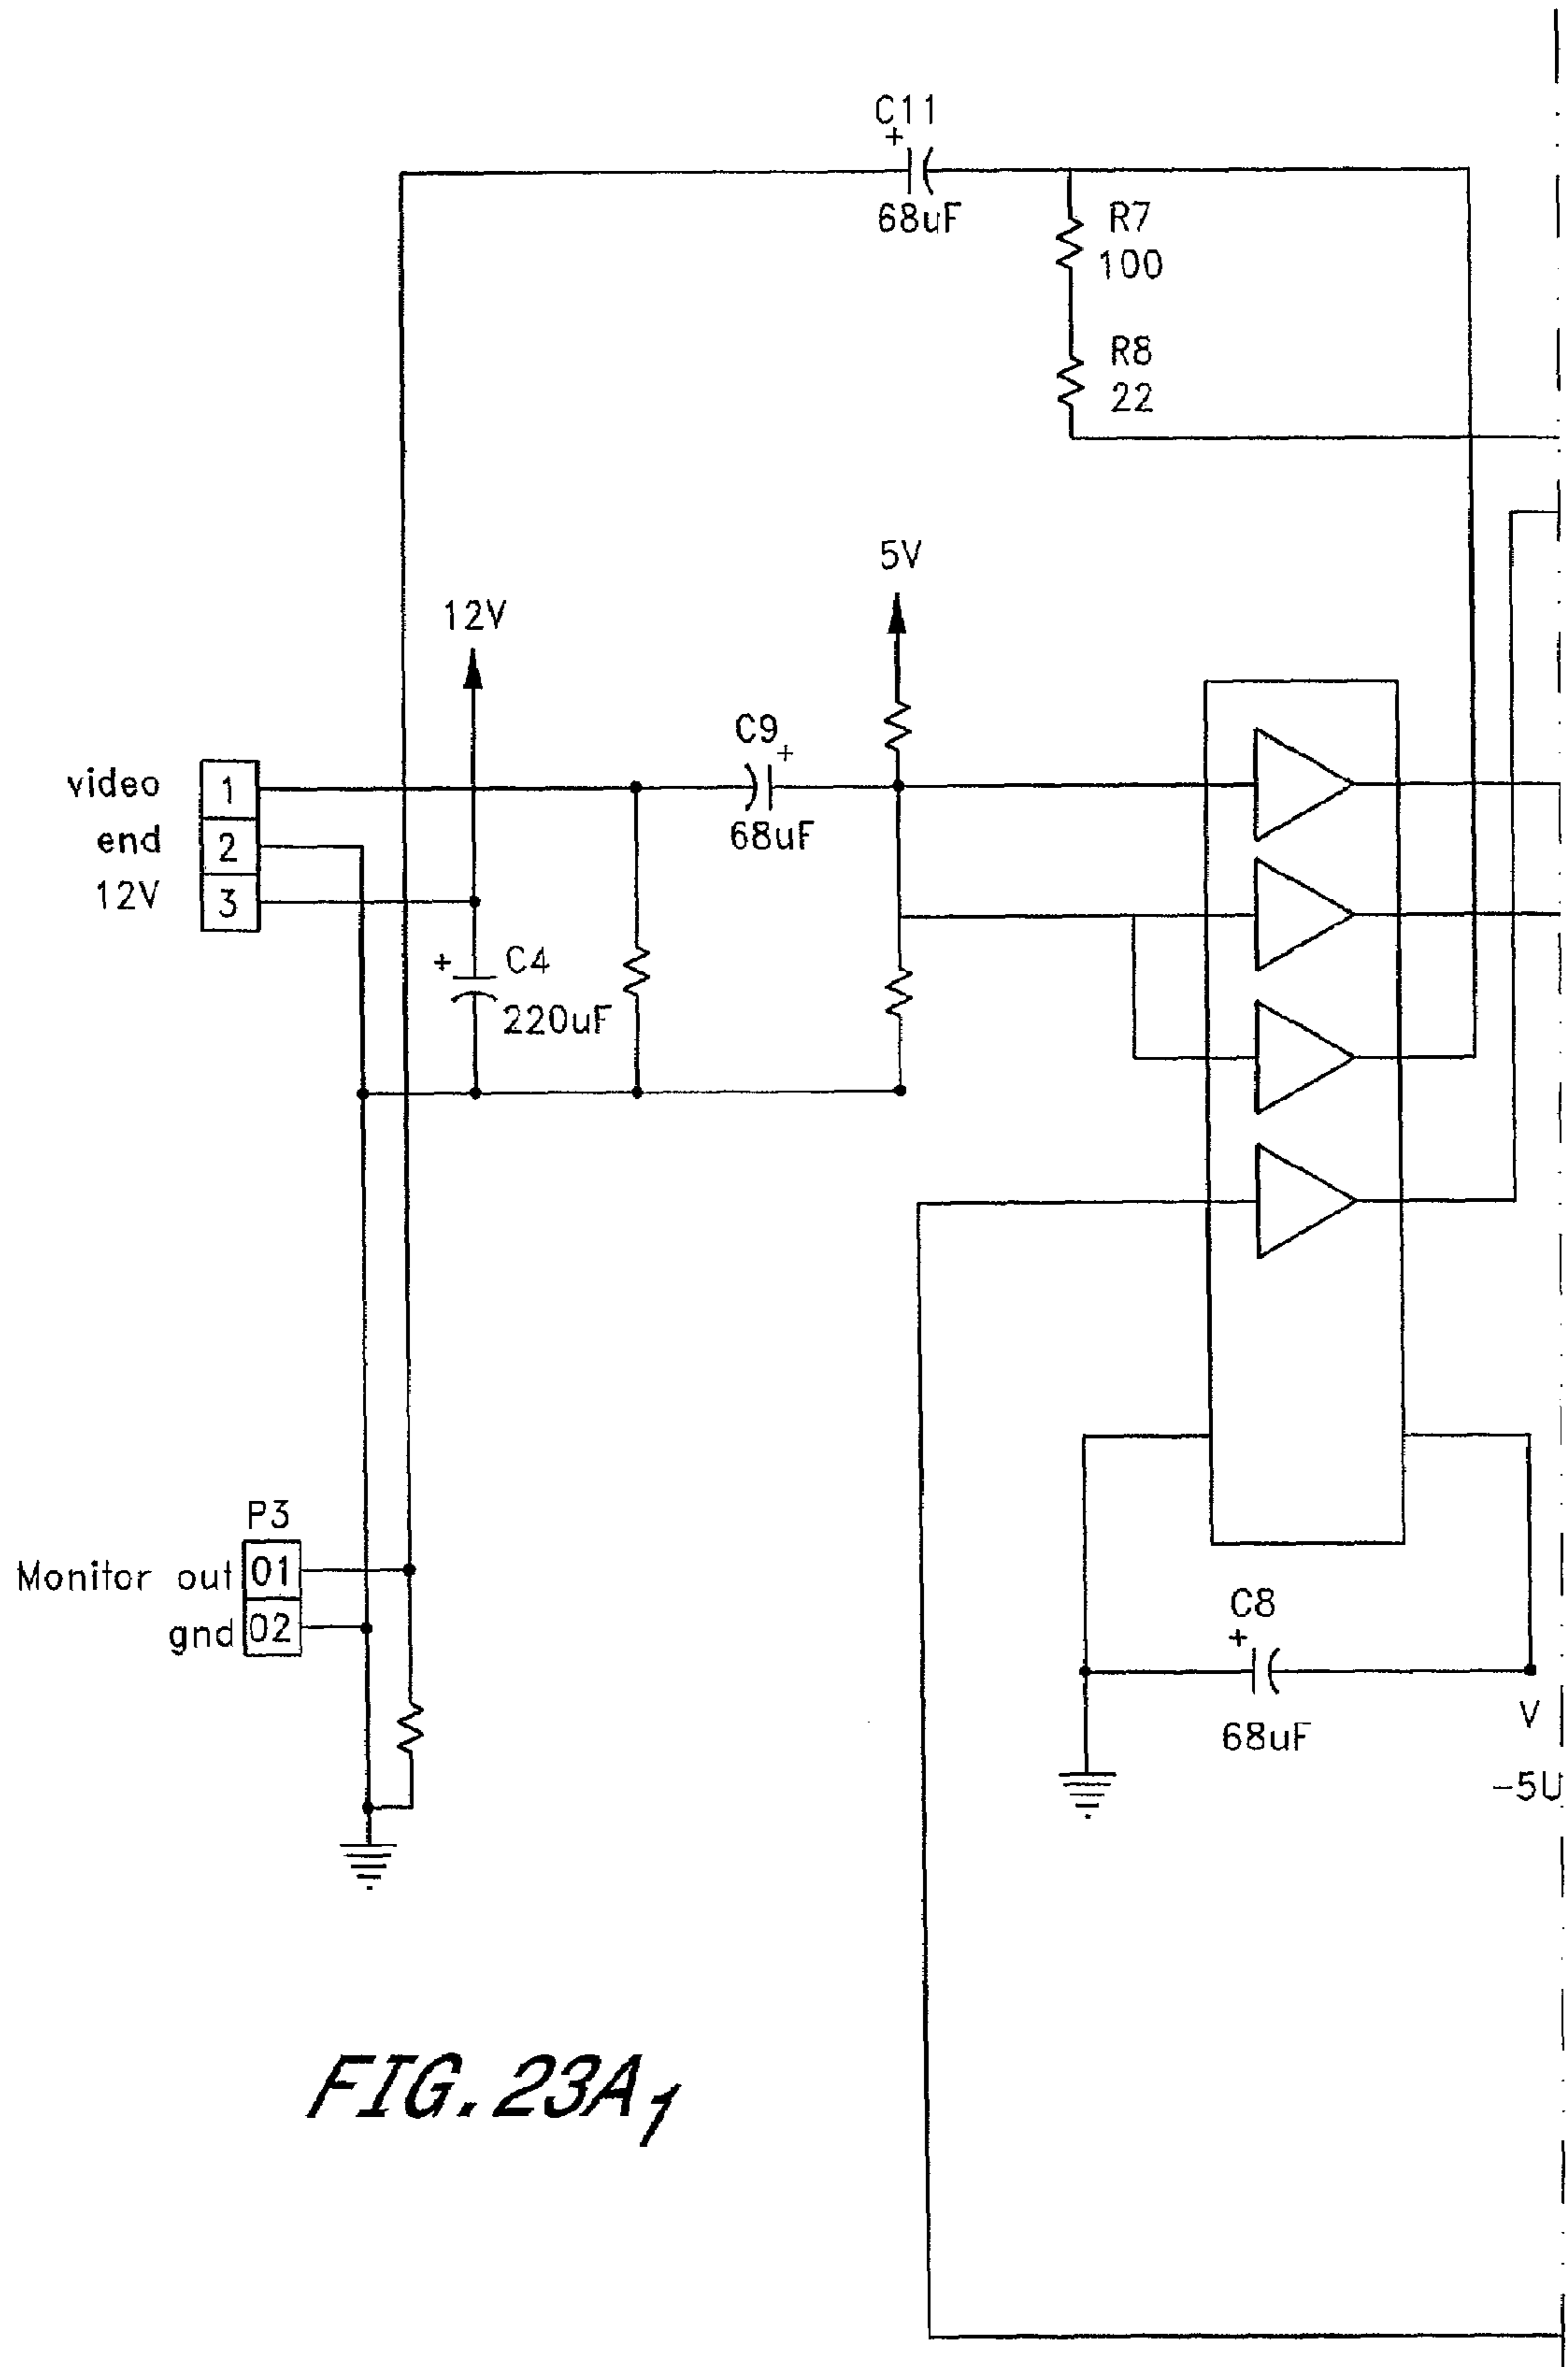 C11
+
68uF
R7
100
R8
22
5V
12V
C9
+
68uF
video 1
end 2
12V 3
+ C4
220uF
P3
Monitor out 01
gnd 02
C8
+
68uF
V
-5U
FIG. 23A1